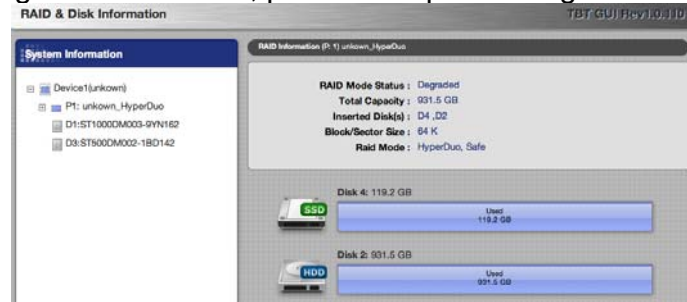 RAID & Disk Information
TBT GUI Rev1.0.110
System Information
Device1(unkown)
P1: unkown_HyperDuo
D1:ST1000DM003-9YN162
D3:ST500DM002-1BD142
RAID Information (P: 1) unkown_HyperDuo
RAID Mode Status : Degraded
Total Capacity : 931.5 GB
Inserted Disk(s) : D4 ,D2
Block/Sector Size : 64 K
Raid Mode : HyperDuo, Safe
Disk 4: 119.2 GB
SSD
Used
119.2 GB
Disk 2: 931.5 GB
HDD
Used
931.5 GB